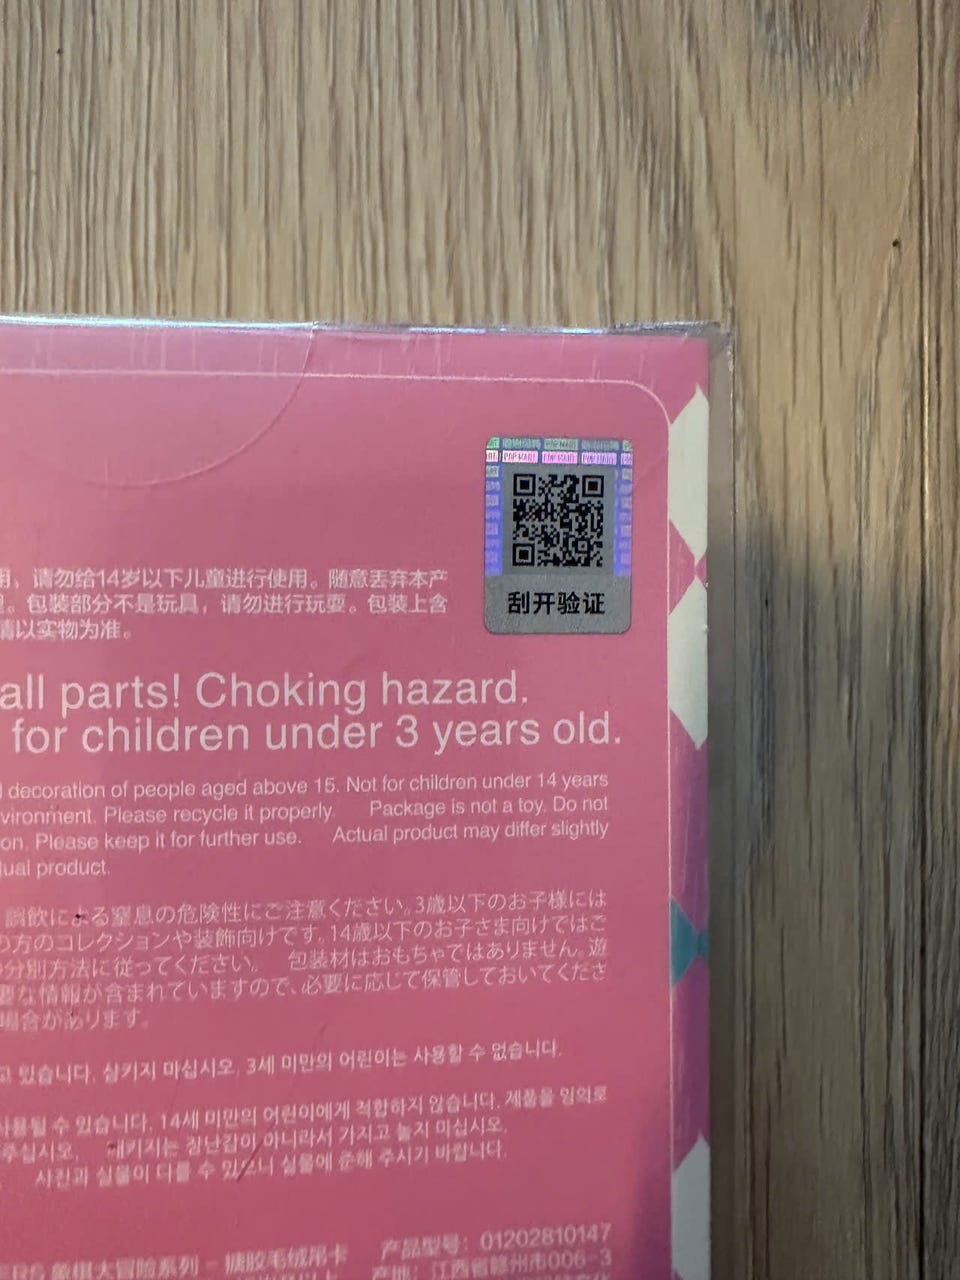 POP MART POP MART POP MART
刮开验证
用，请勿给14岁以下儿童进行使用。随意丢弃本产
。包装部分不是玩具，请勿进行玩耍。包装上含
请以实物为准。
all parts! Choking hazard.
for children under 3 years old.
decoration of people aged above 15. Not for children under 14 years
vironment. Please recycle it properly. Package is not a toy. Do not
on. Please keep it for further use. Actual product may differ slightly
tual product.
誤飲による窒息の危険性にご注意ください。3歳以下のお子様には
の方のコレクションや装飾向けです。14歳以下のお子さま向けではご
分別方法に従ってください。 包装材はおもちゃではありません。遊
要な情報が含まれていますので、必要に応じて保管しておいてくださ
場合があります。
고 있습니다. 삼키지 마십시오. 3세 미만의 어린이는 사용할 수 없습니다.
사용될 수 있습니다. 14세 미만의 어린이에게 적합하지 않습니다. 제품을 임의로
주십시오. 패키지는 장난감이 아니라서 가지고 놀지 마십시오.
사진과 실물이 다를 수 있으니 실물에 준해 주시기 바랍니다.
象棋大冒险系列 - 搪胶毛绒吊卡 产品型号：01202810147
产地：江西省赣州市006-3